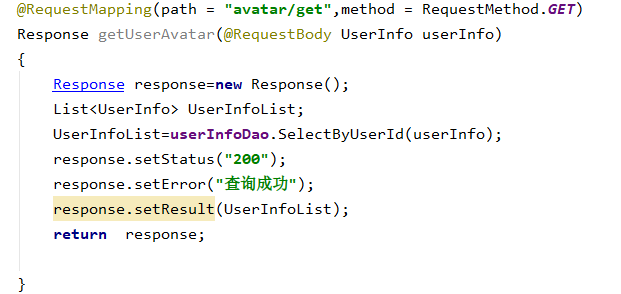 @RequestMapping(path = "avatar/get",method = RequestMethod.GET)
Response getUserAvatar(@RequestBody UserInfo userInfo)
{
Response response=new Response();
List<UserInfo> UserInfoList;
UserInfoList=userInfoDao.SelectByUserId(userInfo);
response.setStatus("200");
response.setError("查询成功");
response.setResult(UserInfoList);
return  response;
}